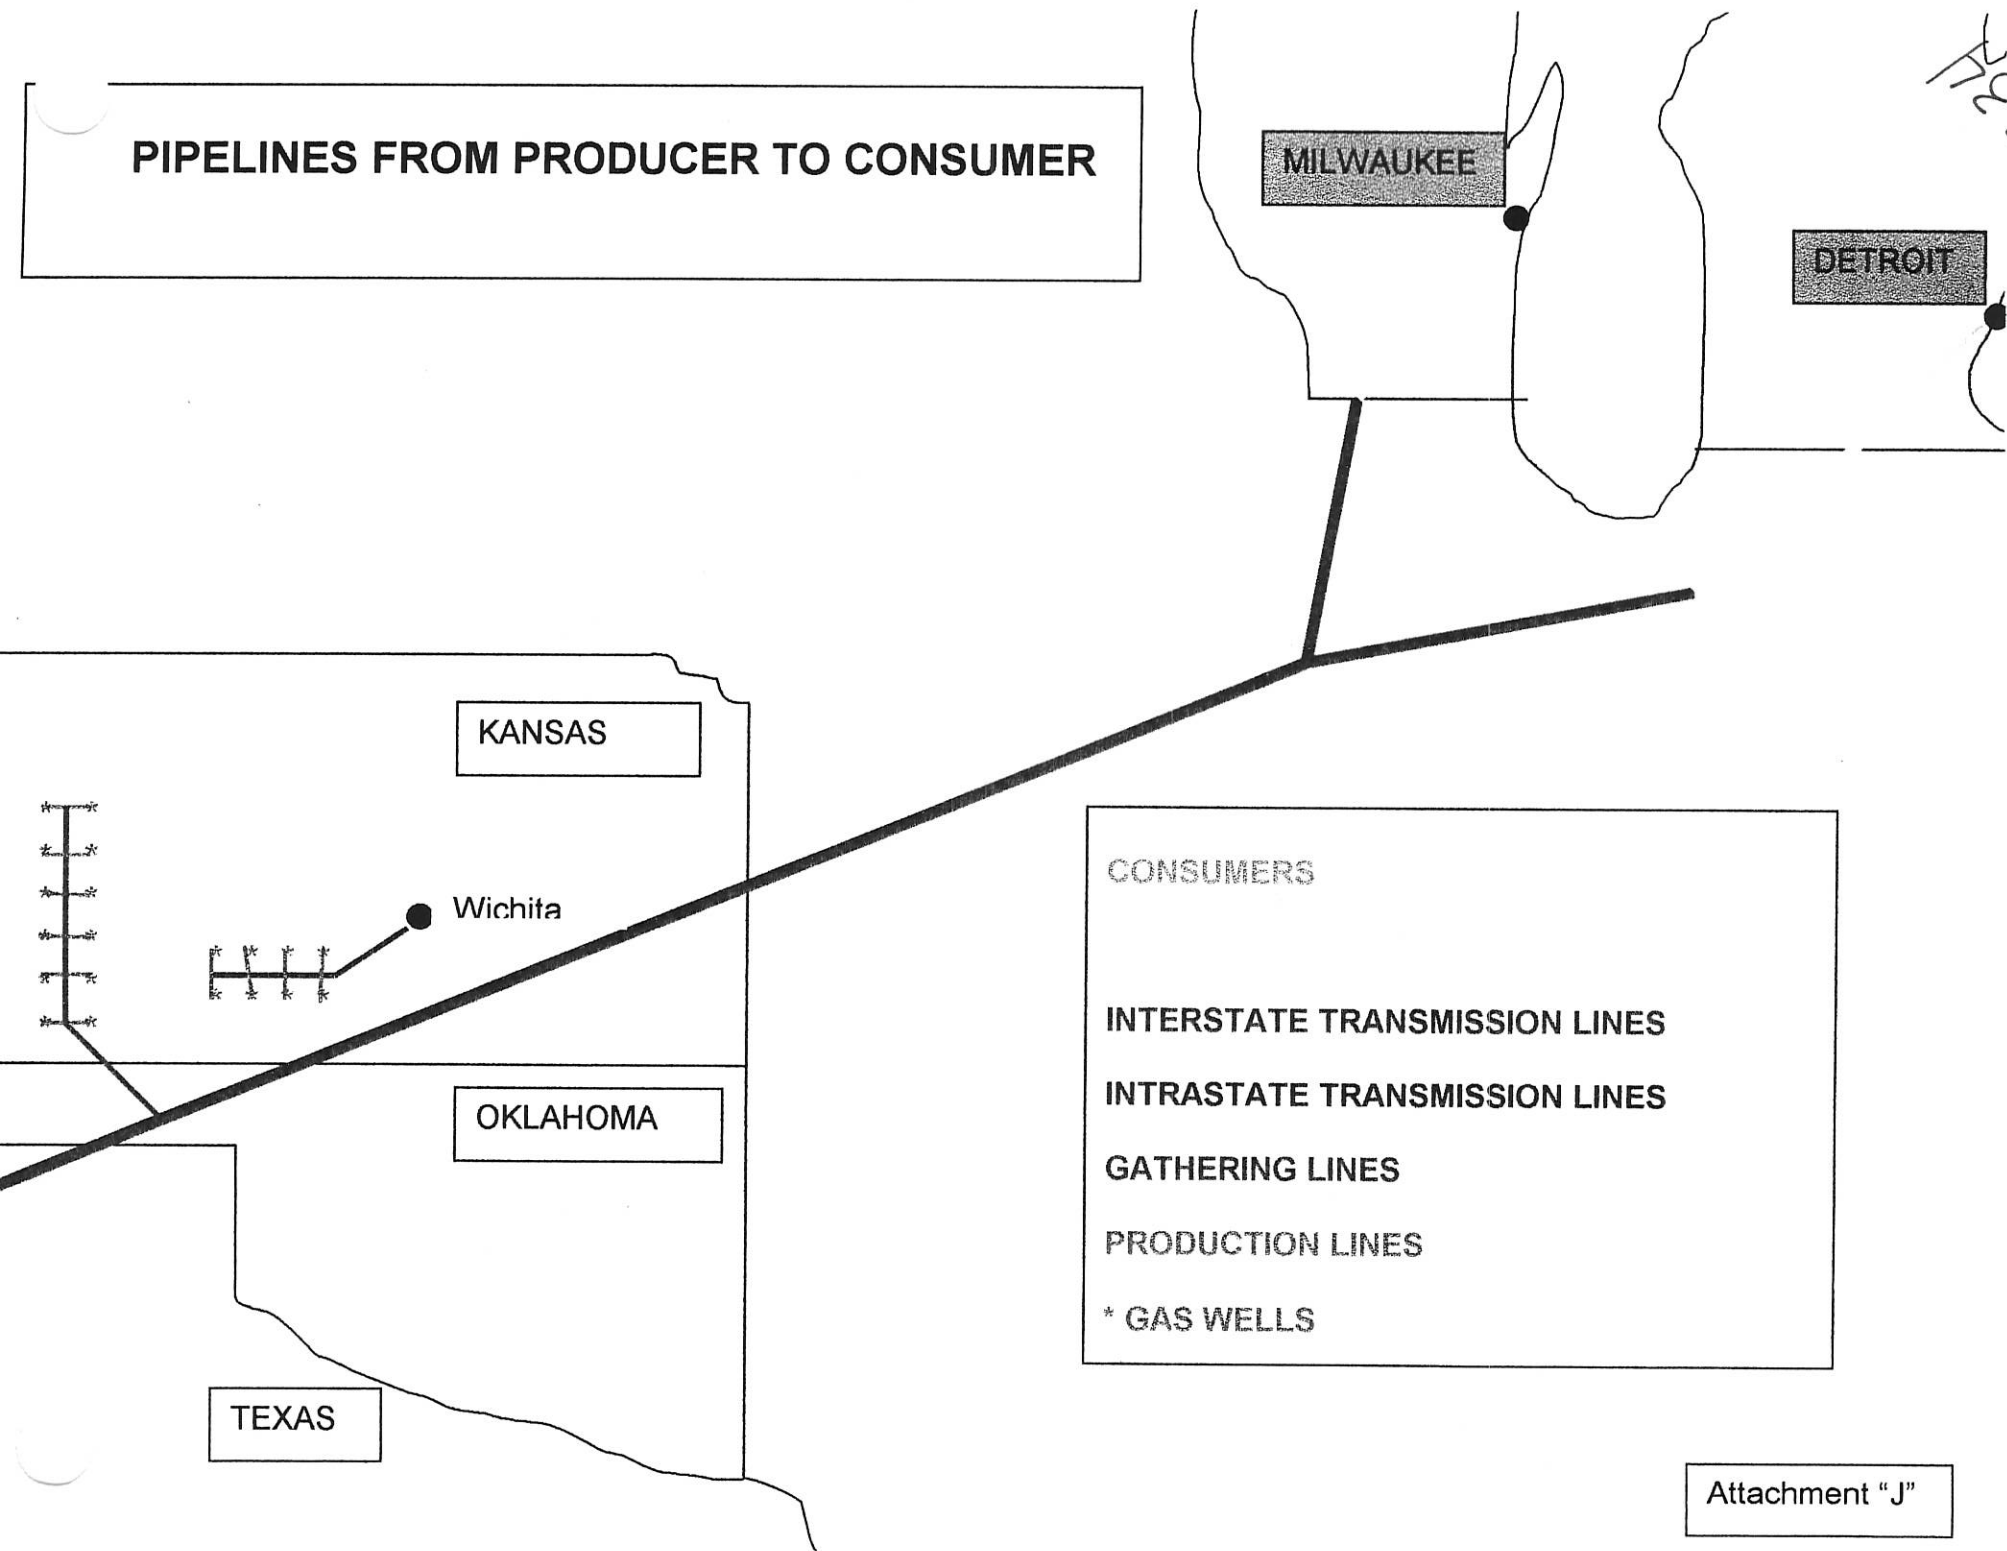 PIPELINES FROM PRODUCER TO CONSUMER
MILWAUKEE
DETROIT
KANSAS
Wichita
OKLAHOMA
TEXAS
CONSUMERS
INTERSTATE TRANSMISSION LINES
INTRASTATE TRANSMISSION LINES
GATHERING LINES
PRODUCTION LINES
* GAS WELLS
Attachment “J”